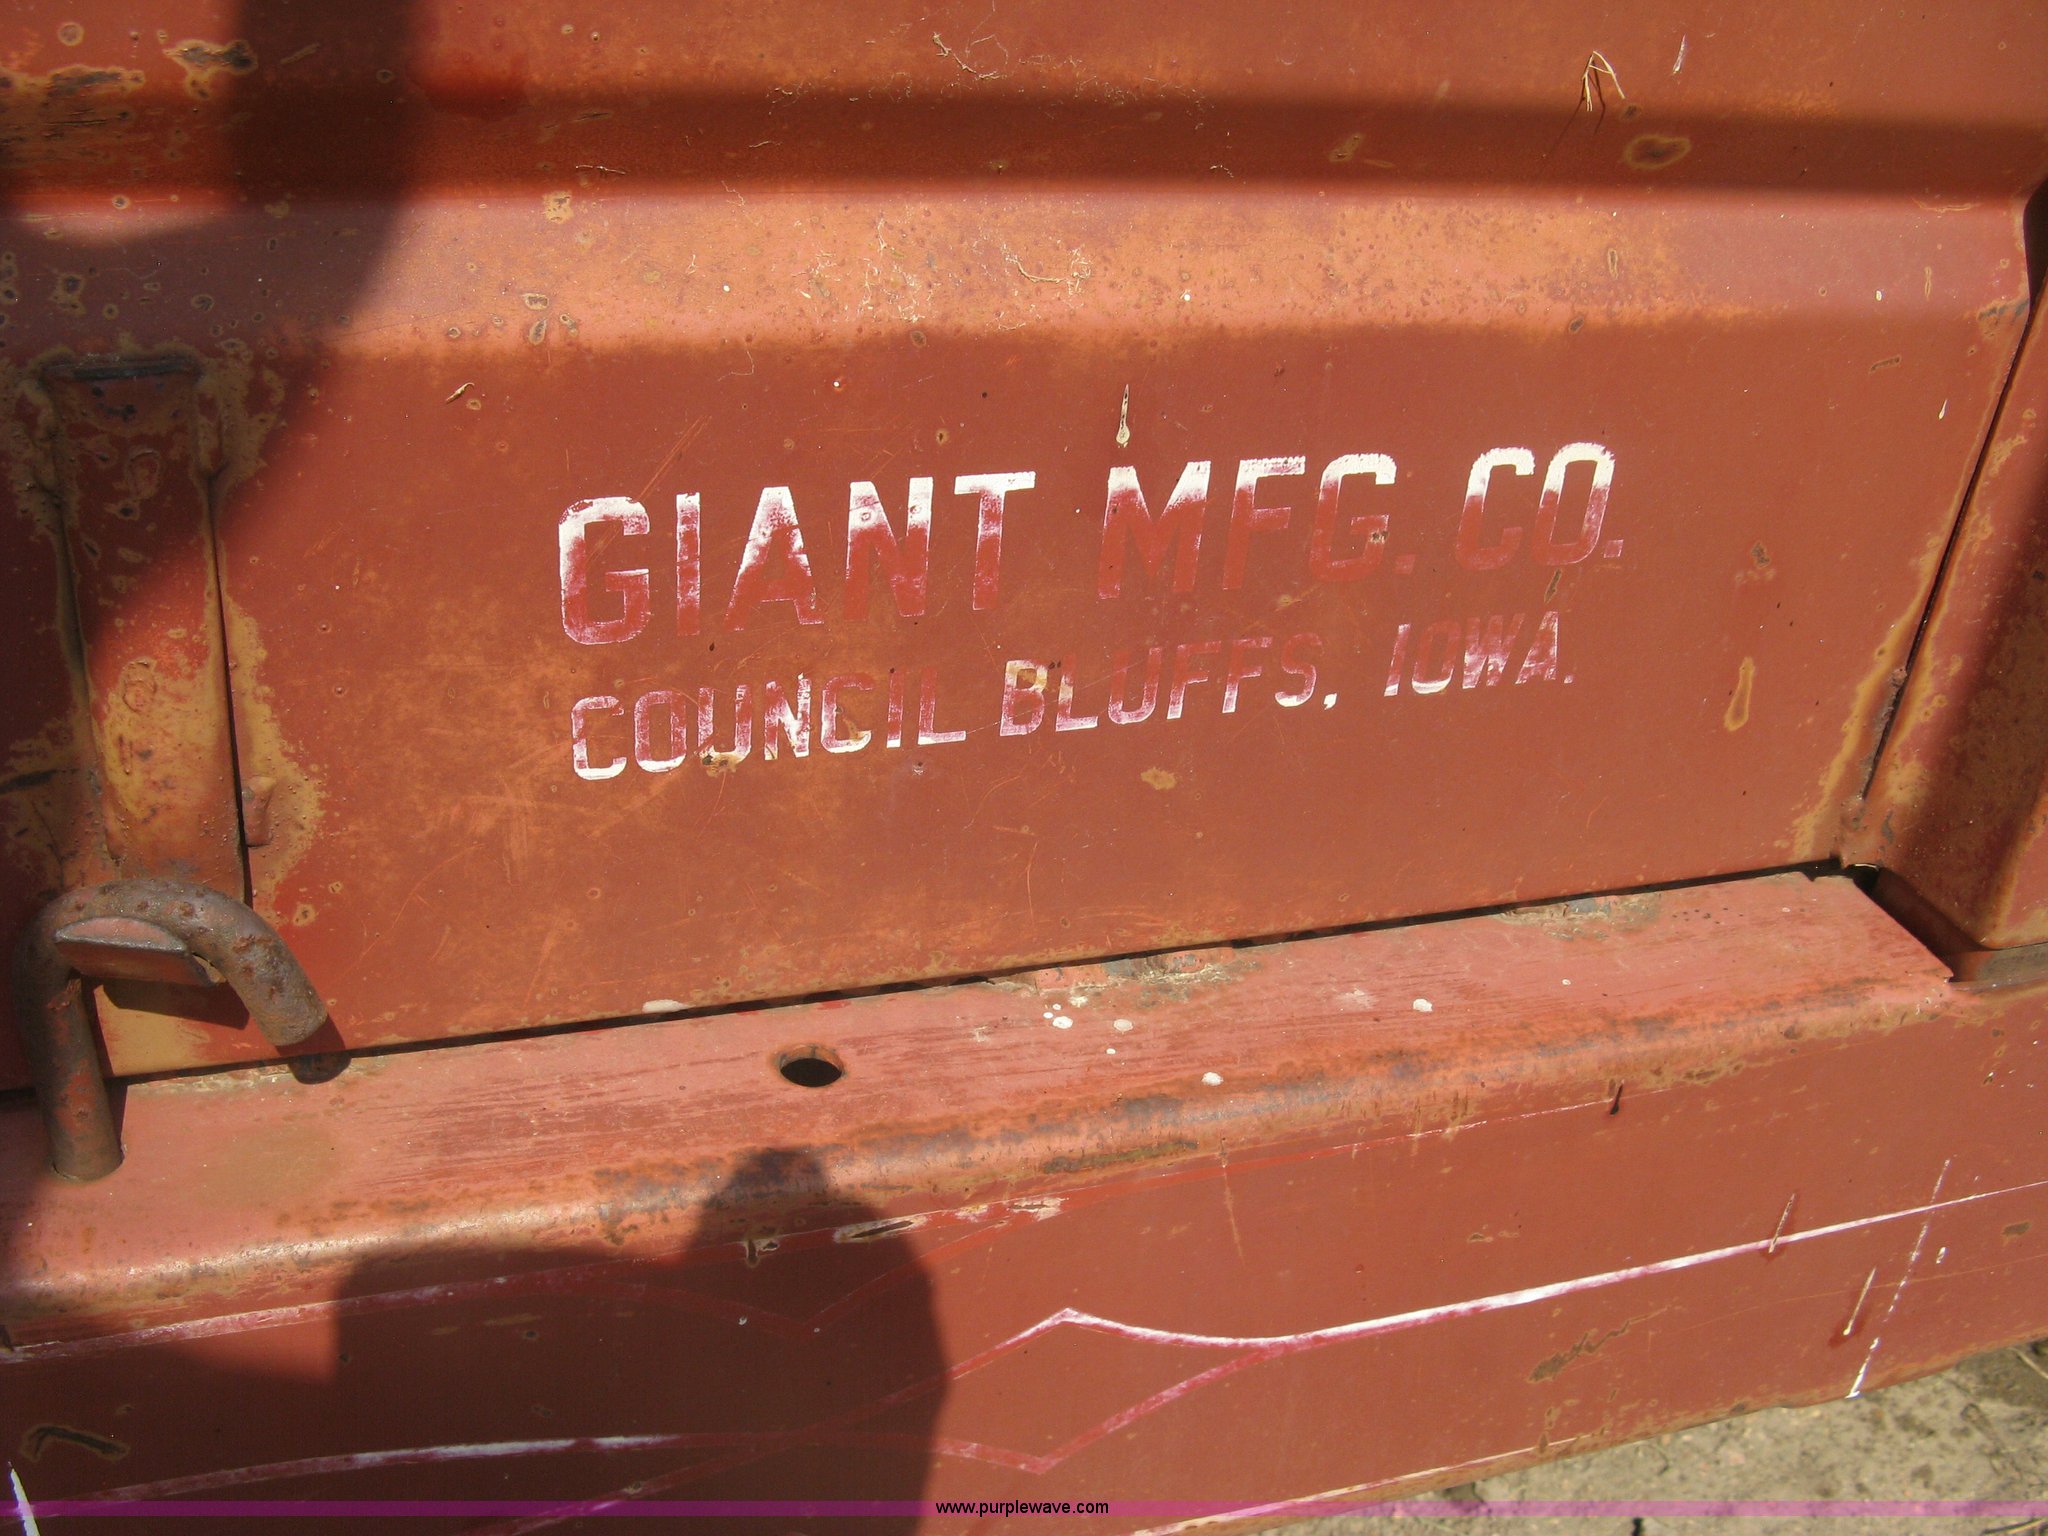 GIANT MFG. CO.
COUNCIL BLUFFS, IOWA.
www.purplewave.com